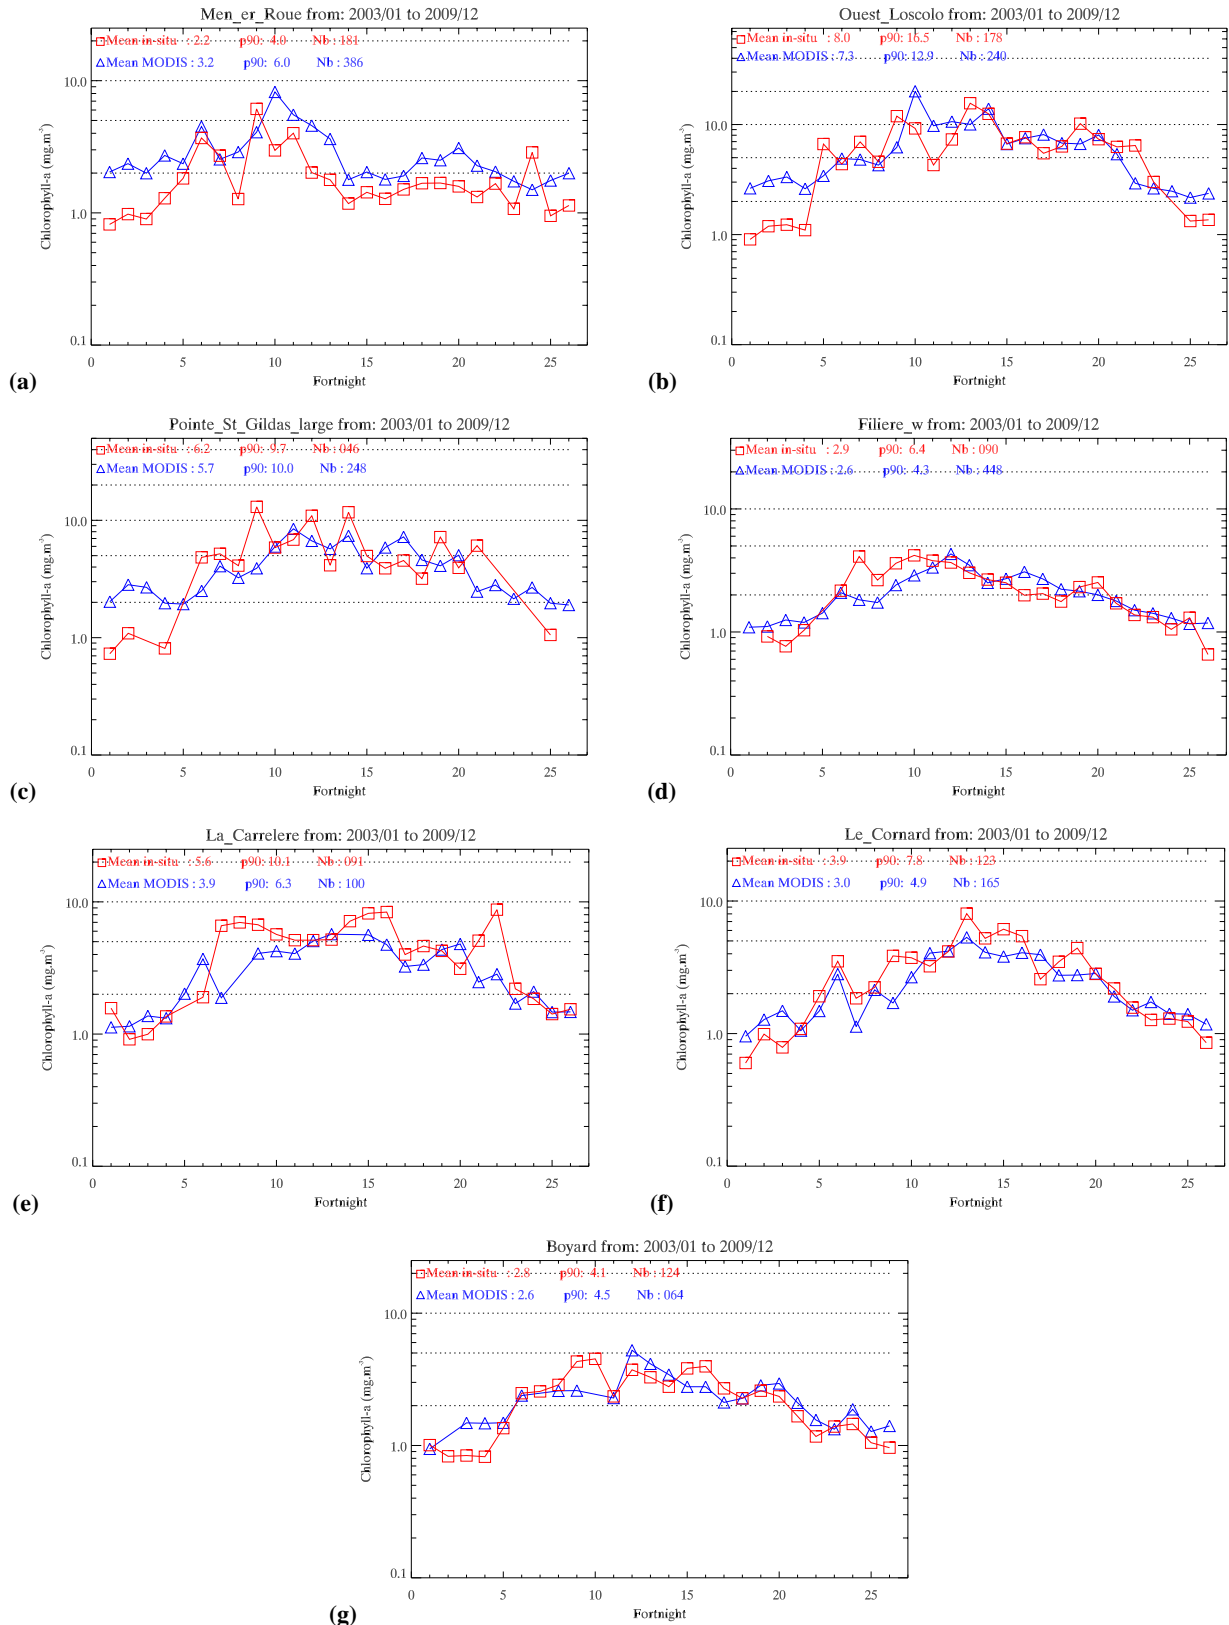 Men_er_Roue from: 2003/01 to 2009/12
Mean in-situ : 2.2 p90: 4.0 Nb : 181
Mean MODIS : 3.2 p90: 6.0 Nb : 386
Chlorophyll-a (mg.m⁻³)
10.0
1.0
0.1
0 5 10 15 20 25
Fortnight
(a)
Ouest_Loscolo from: 2003/01 to 2009/12
Mean in-situ : 8.0 p90: 16.5 Nb : 178
Mean MODIS : 7.3 p90: 12.9 Nb : 240
Chlorophyll-a (mg.m⁻³)
10.0
1.0
0.1
0 5 10 15 20 25
Fortnight
(b)
Pointe_St_Gildas_large from: 2003/01 to 2009/12
Mean in-situ : 6.2 p90: 9.7 Nb : 046
Mean MODIS : 5.7 p90: 10.0 Nb : 248
Chlorophyll-a (mg.m⁻³)
10.0
1.0
0.1
0 5 10 15 20 25
Fortnight
(c)
Filiere_w from: 2003/01 to 2009/12
Mean in-situ : 2.9 p90: 6.4 Nb : 090
Mean MODIS : 2.6 p90: 4.3 Nb : 448
Chlorophyll-a (mg.m⁻³)
10.0
1.0
0.1
0 5 10 15 20 25
Fortnight
(d)
La_Carrelere from: 2003/01 to 2009/12
Mean in-situ : 5.6 p90: 10.1 Nb : 091
Mean MODIS : 3.9 p90: 6.3 Nb : 100
Chlorophyll-a (mg.m⁻³)
10.0
1.0
0.1
0 5 10 15 20 25
Fortnight
(e)
Le_Cornard from: 2003/01 to 2009/12
Mean in-situ : 3.9 p90: 7.8 Nb : 123
Mean MODIS : 3.0 p90: 4.9 Nb : 165
Chlorophyll-a (mg.m⁻³)
10.0
1.0
0.1
0 5 10 15 20 25
Fortnight
(f)
Boyard from: 2003/01 to 2009/12
Mean in-situ : 2.8 p90: 4.1 Nb : 124
Mean MODIS : 2.6 p90: 4.5 Nb : 064
Chlorophyll-a (mg.m⁻³)
10.0
1.0
0.1
0 5 10 15 20 25
Fortnight
(g)